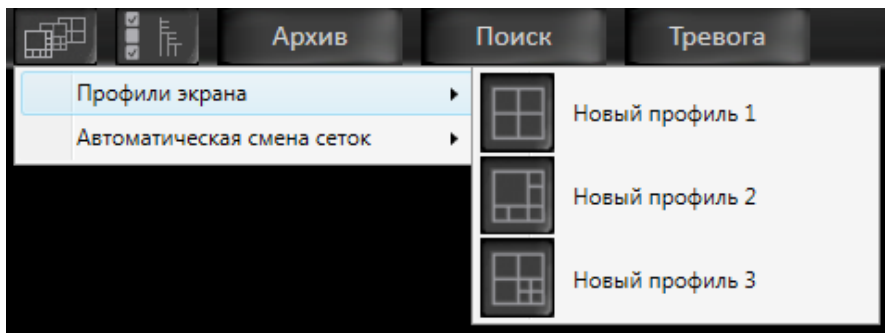 Архив
Поиск
Тревога
Профили экрана
Автоматическая смена сеток
Новый профиль 1
Новый профиль 2
Новый профиль 3